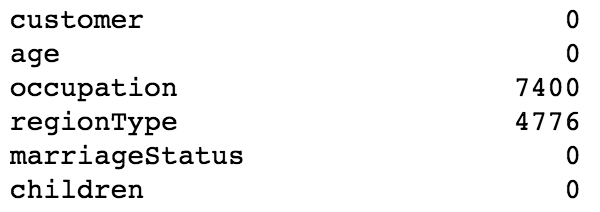 customer 0
age 0
occupation 7400
regionType 4776
marriageStatus 0
children 0